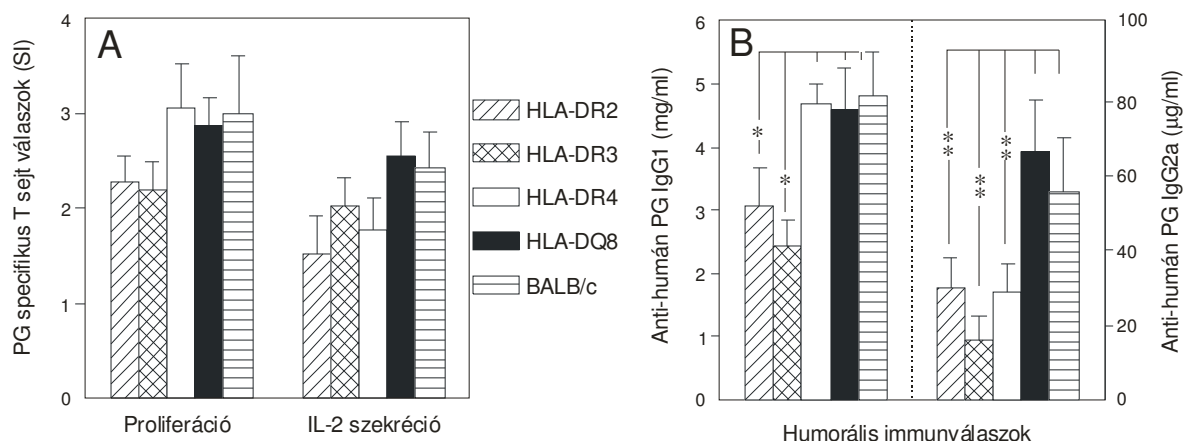 A
PG specifikus T sejt válaszok (SI)
4
3
2
1
0
Proliferáció
IL-2 szekréció
HLA-DR2
HLA-DR3
HLA-DR4
HLA-DQ8
BALB/c
B
Anti-humán PG IgG1 (mg/ml)
6
5
4
3
2
1
0
*
*
**
**
**
100
80
60
40
20
0
Anti-humán PG IgG2a (µg/ml)
Humorális immunválaszok